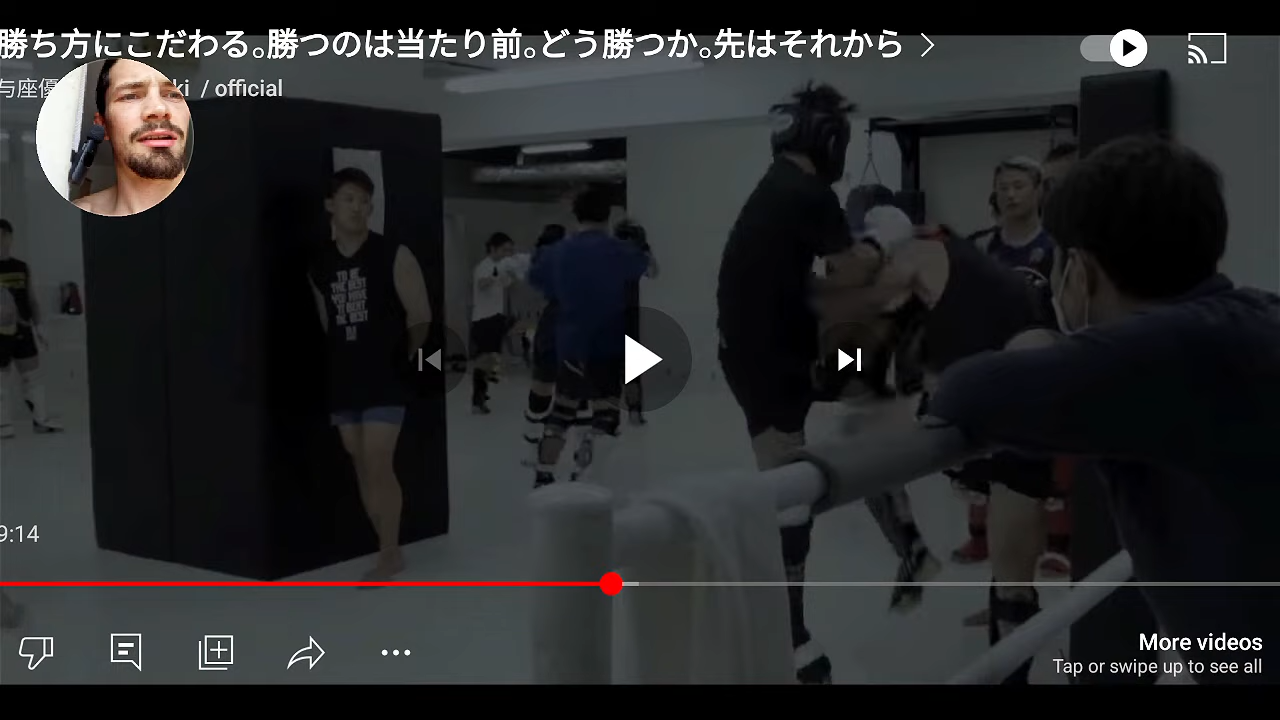 勝ち方にこだわる。勝つのは当たり前。どう勝つか。先はそれから
与座優 ki / official
TO BE
THE BEST
YOU HAVE
TO BEAT
THE BEST
9:14
More videos
Tap or swipe up to see all